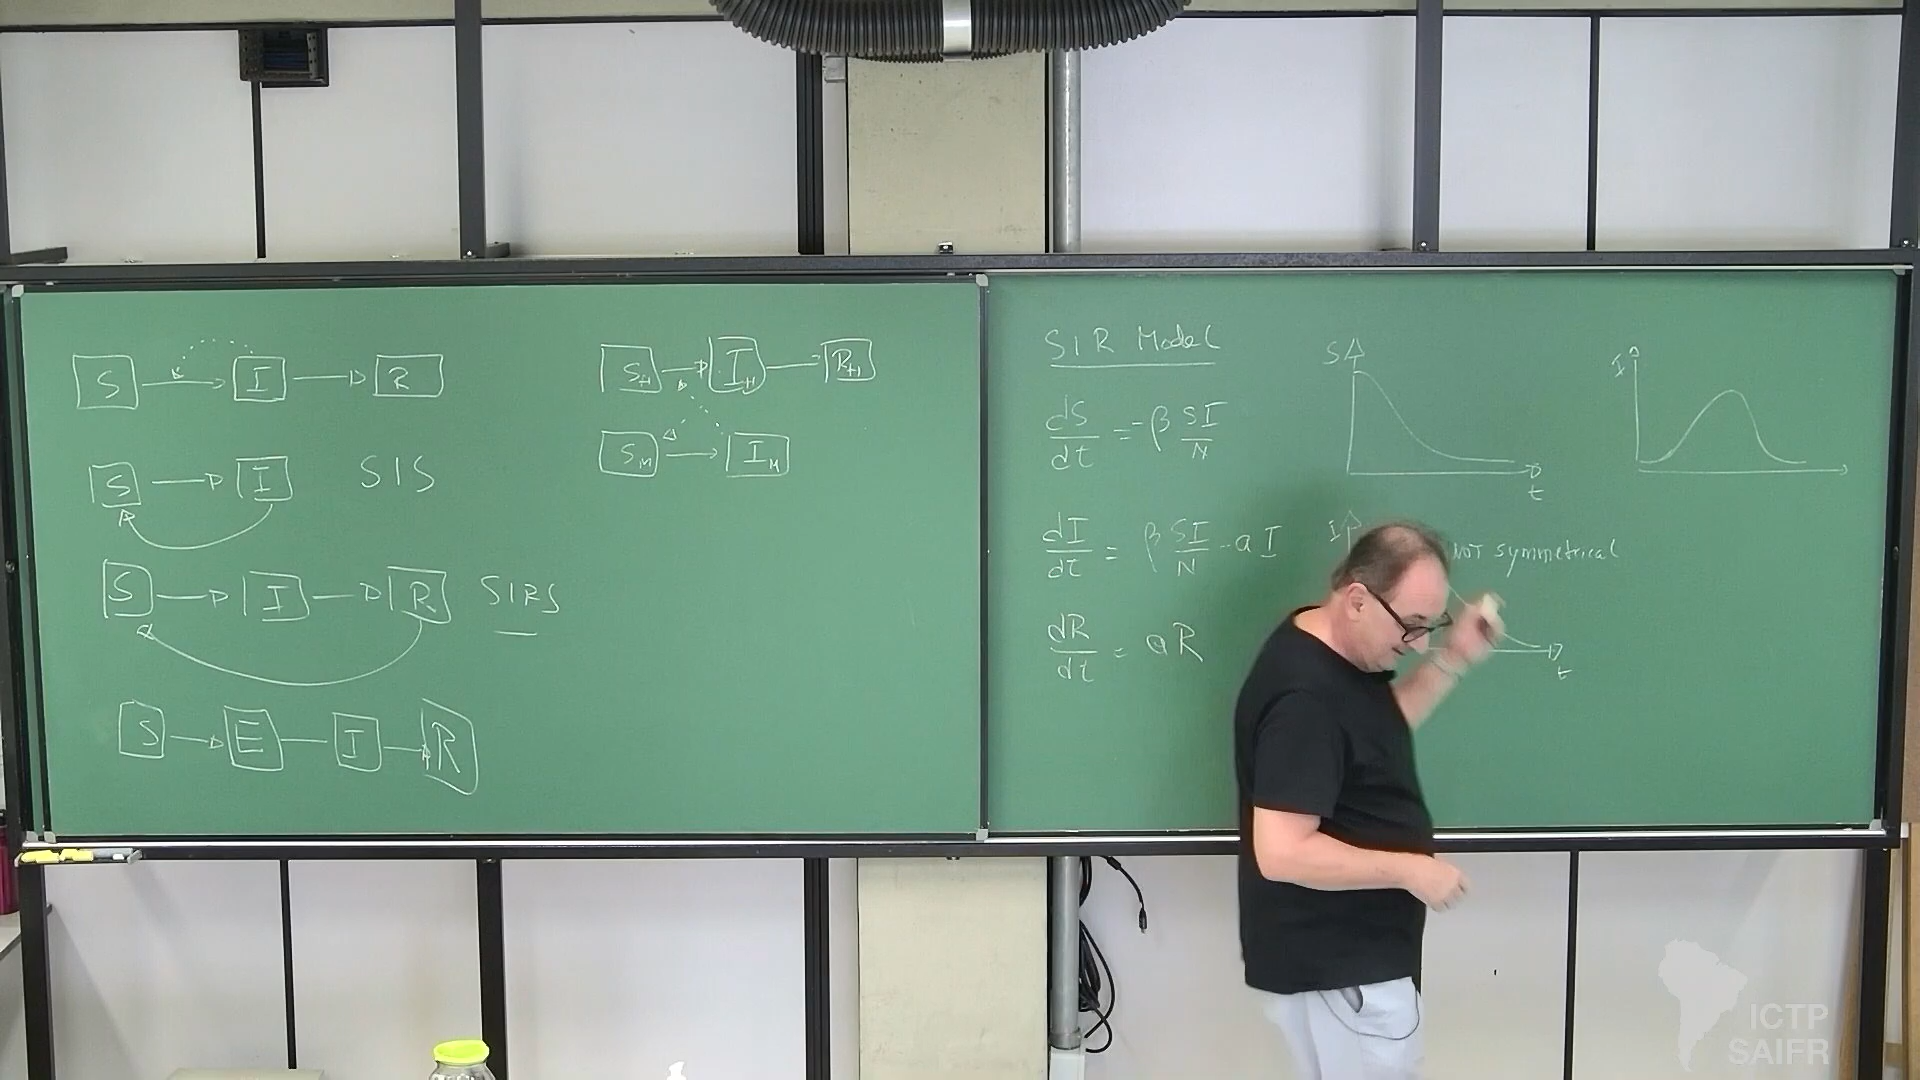 S I R
S I SIS
S I R SIRS
S E I R
S_H I_H R_H
S_M I_M
SIR Model
dS/dt = -β SI/N
dI/dt = β SI/N - a I
dR/dt = aR
S
t
I
I
NOT symmetrical
t
ICTP
SAIFR